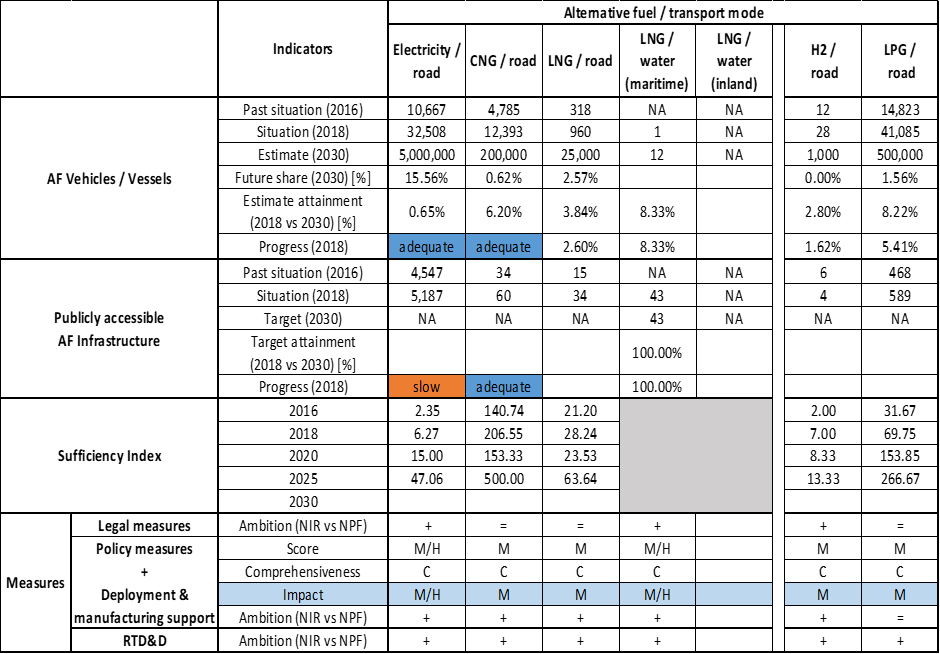 Alternative fuel / transport mode
Indicators
Electricity / road
CNG / road
LNG / road
LNG / water (maritime)
LNG / water (inland)
H2 / road
LPG / road
AF Vehicles / Vessels
Past situation (2016) 10,667 4,785 318 NA NA 12 14,823
Situation (2018) 32,508 12,393 960 1 NA 28 41,085
Estimate (2030) 5,000,000 200,000 25,000 12 NA 1,000 500,000
Future share (2030) [%] 15.56% 0.62% 2.57% 0.00% 1.56%
Estimate attainment
(2018 vs 2030) [%] 0.65% 6.20% 3.84% 8.33% 2.80% 8.22%
Progress (2018) adequate adequate 2.60% 8.33% 1.62% 5.41%
Publicly accessible
AF Infrastructure
Past situation (2016) 4,547 34 15 NA NA 6 468
Situation (2018) 5,187 60 34 43 NA 4 589
Target (2030) NA NA NA 43 NA NA
Target attainment
(2018 vs 2030) [%] 100.00%
Progress (2018) slow adequate 100.00%
Sufficiency Index
2016 2.35 140.74 21.20 2.00 31.67
2018 6.27 206.55 28.24 7.00 69.75
2020 15.00 153.33 23.53 8.33 153.85
2025 47.06 500.00 63.64 13.33 266.67
2030
Measures
Legal measures Ambition (NIR vs NPF) + = = + + =
Policy measures
+
Deployment &
manufacturing support
Score M/H M M M/H M M
Comprehensiveness C C C C C C
Impact M/H M M M/H M M
Ambition (NIR vs NPF) + + + + + =
RTD&D Ambition (NIR vs NPF) + + + + + +